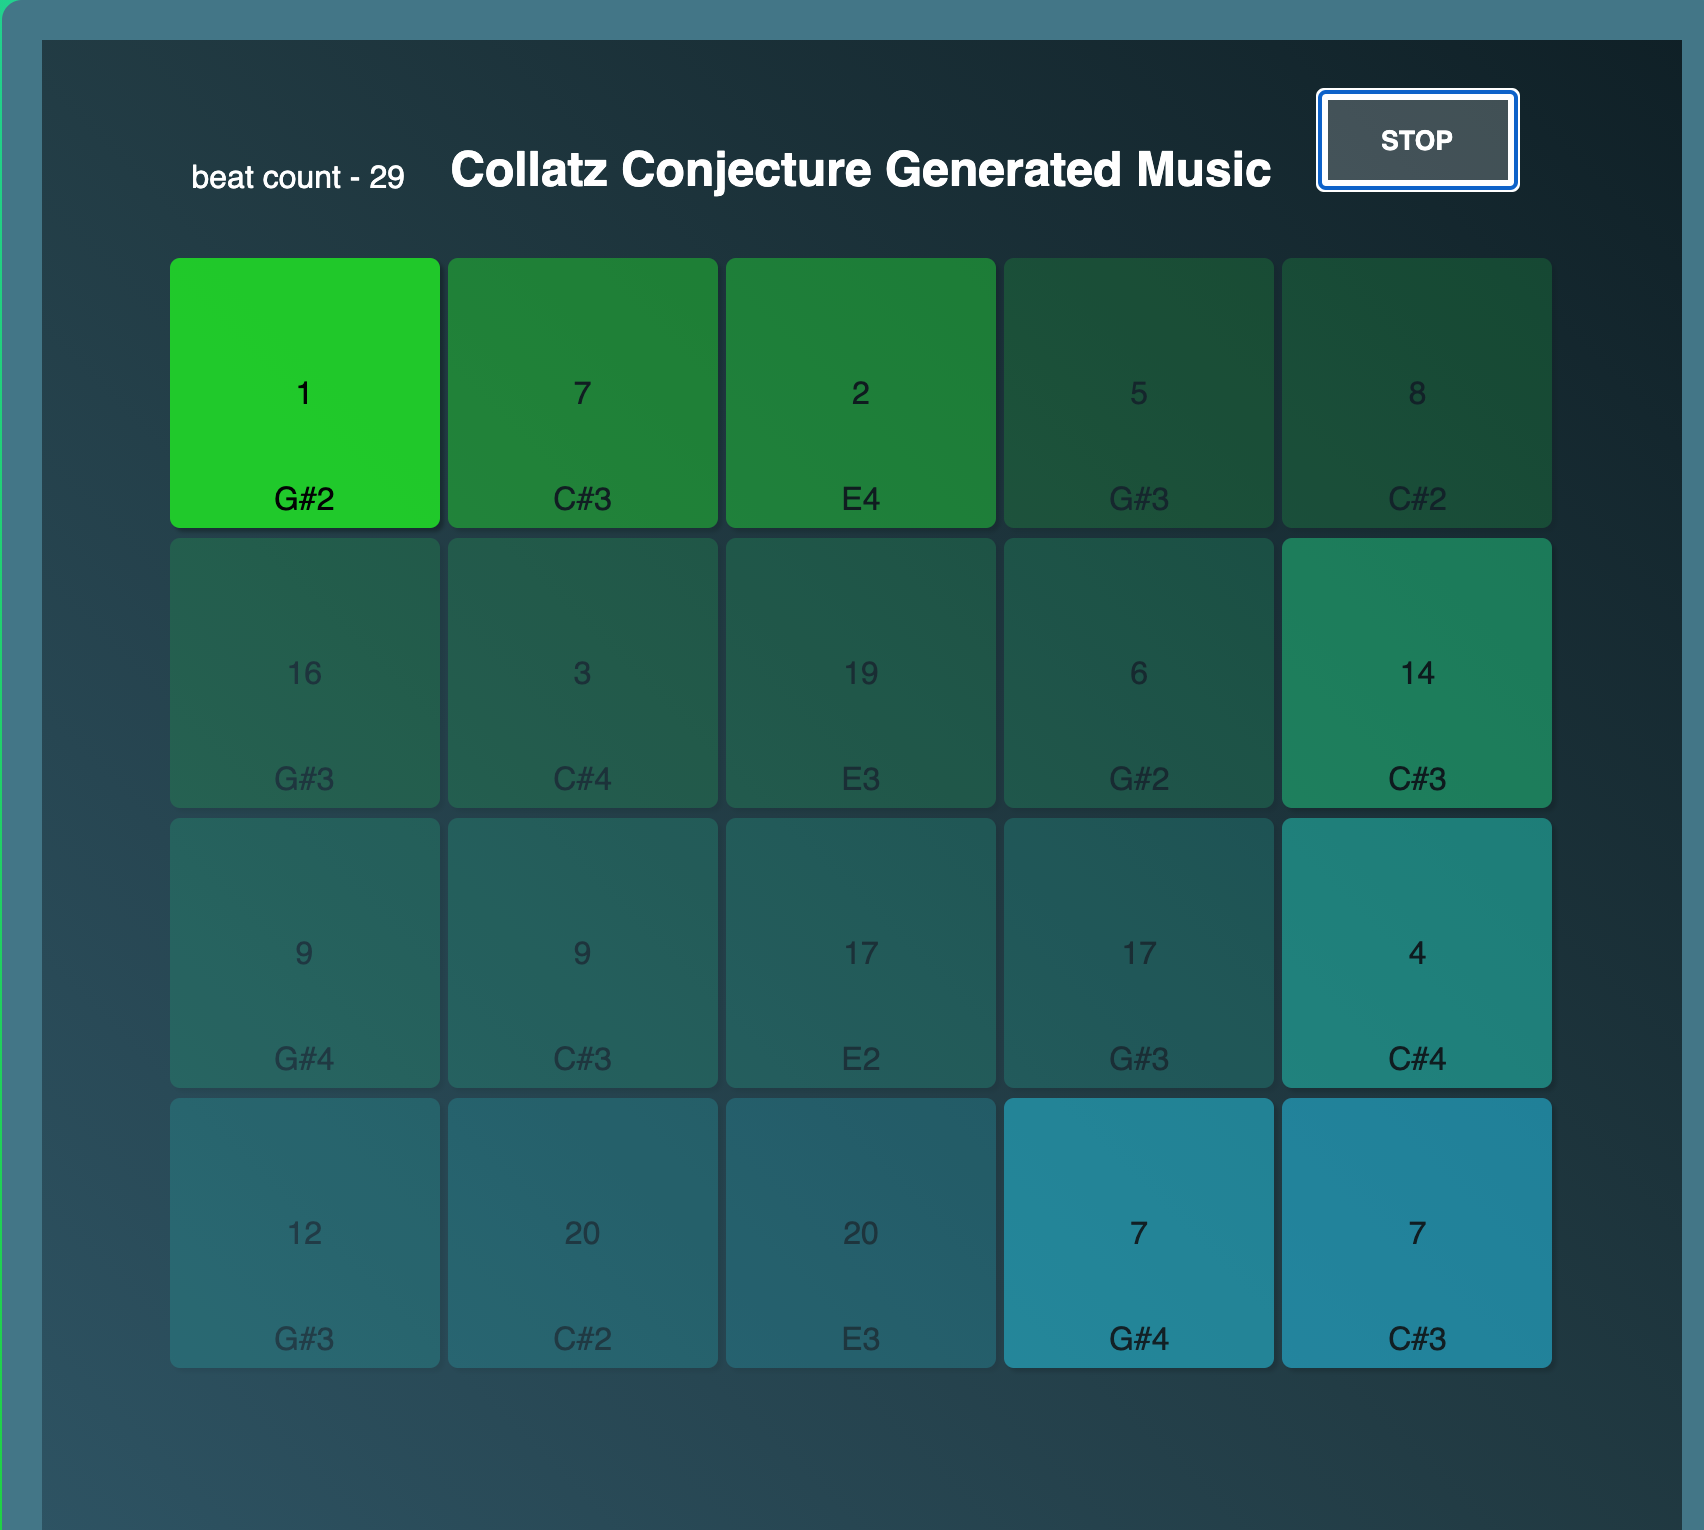 STOP
beat count - 29 Collatz Conjecture Generated Music
1 7 2 5 8
G#2 C#3 E4 G#3 C#2
16 3 19 6 14
G#3 C#4 E3 G#2 C#3
9 9 17 17 4
G#4 C#3 E2 G#3 C#4
12 20 20 7 7
G#3 C#2 E3 G#4 C#3